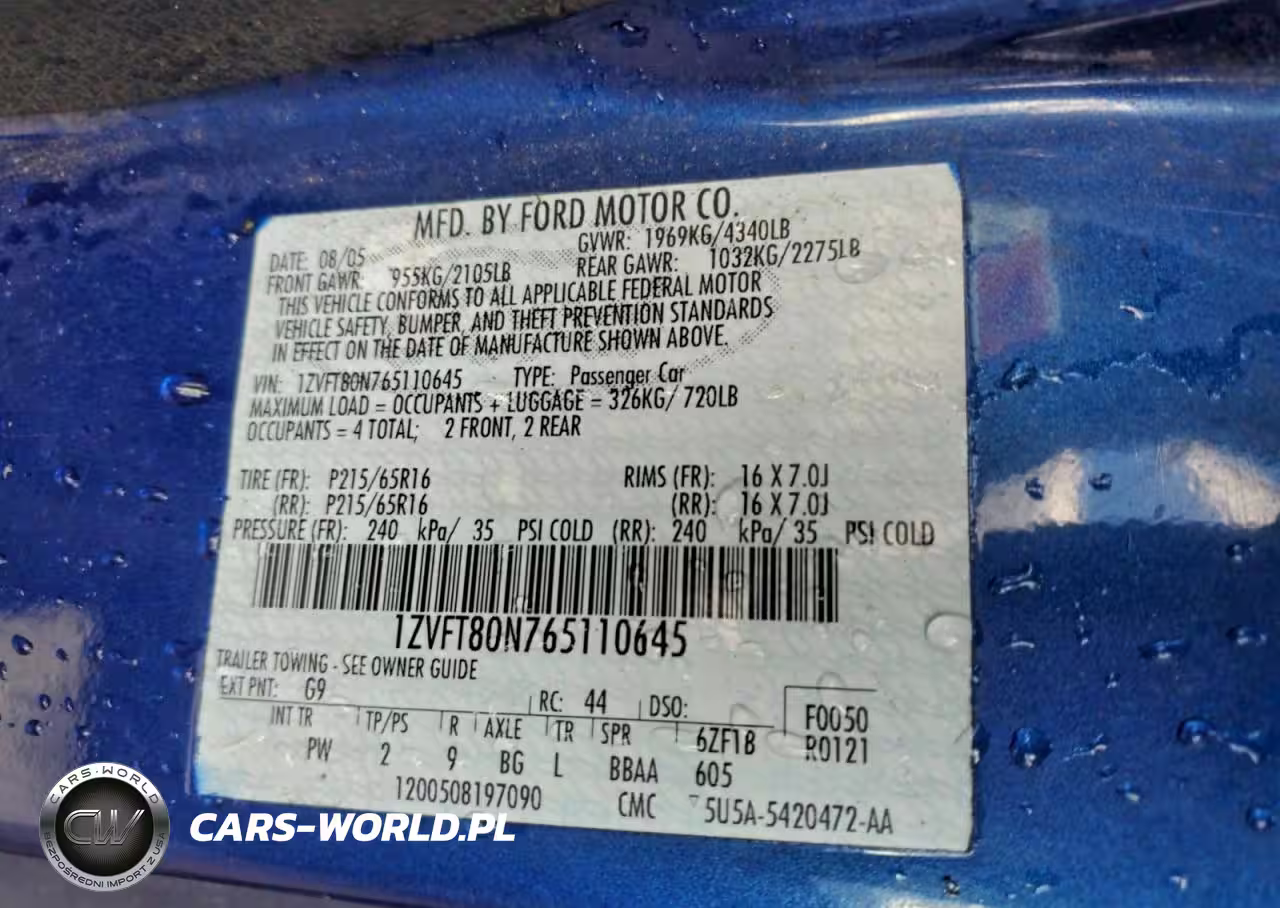 MFD. BY FORD MOTOR CO.
DATE: 08/05 GVWR: 1969KG/4340LB
FRONT GAWR: 955KG/2105LB REAR GAWR: 1032KG/2275LB
THIS VEHICLE CONFORMS TO ALL APPLICABLE FEDERAL MOTOR
VEHICLE SAFETY, BUMPER, AND THEFT PREVENTION STANDARDS
IN EFFECT ON THE DATE OF MANUFACTURE SHOWN ABOVE.
VIN: 1ZVFT80N765110645 TYPE: Passenger Car
MAXIMUM LOAD = OCCUPANTS + LUGGAGE = 326KG/ 720LB
OCCUPANTS = 4 TOTAL; 2 FRONT, 2 REAR
TIRE (FR): P215/65R16 RIMS (FR): 16 X 7.0J
(RR): P215/65R16 (RR): 16 X 7.0J
PRESSURE (FR): 240 kPa/ 35 PSI COLD (RR): 240 kPa/ 35 PSI COLD
1ZVFT80N765110645
TRAILER TOWING - SEE OWNER GUIDE
EXT PNT: G9 RC: 44 DSO: F0050
INT TR TP/PS R AXLE TR SPR 6ZF1B R0121
PW 2 9 BG L BBAA 605
1200508197090 CMC 5U5A-5420472-AA
CARS-WORLD
CW
BEZPOŚREDNI IMPORT Z USA
CARS-WORLD.PL